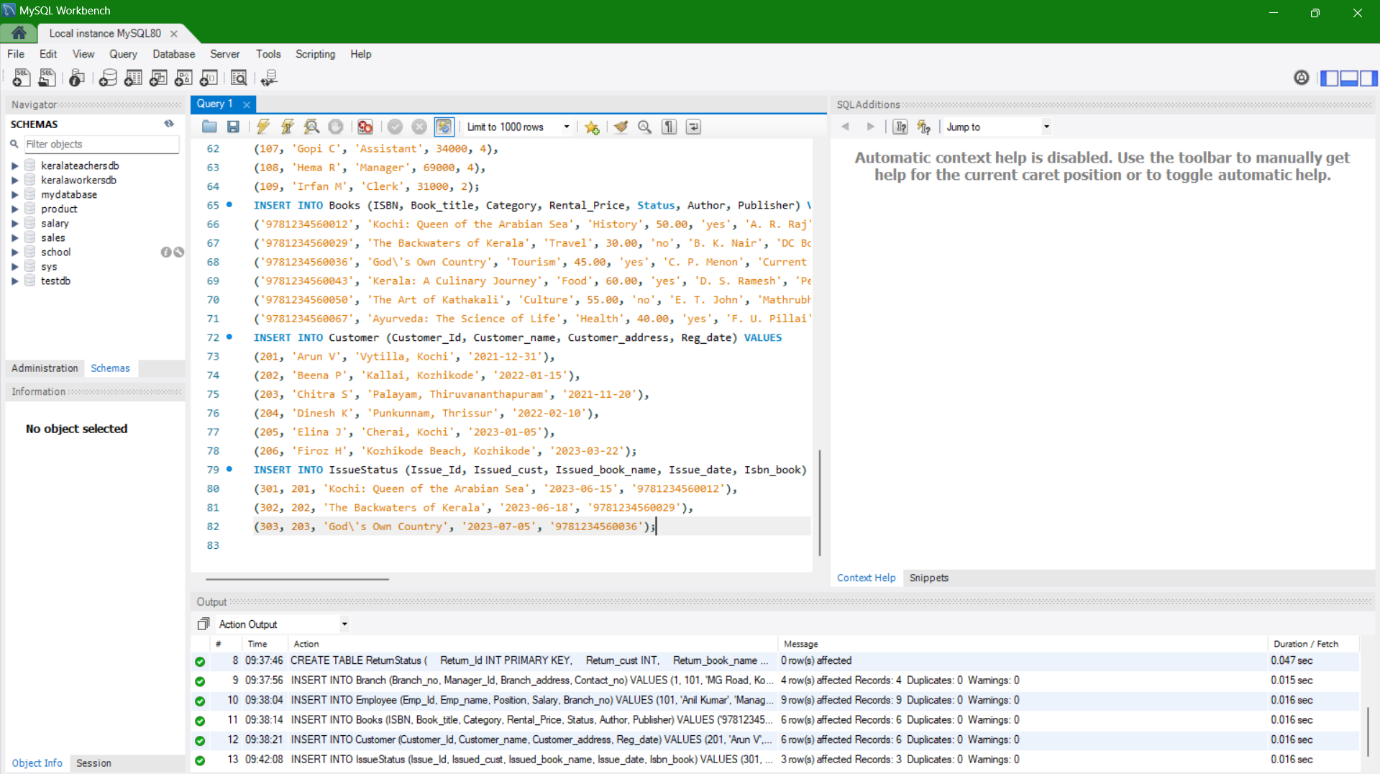 MySQL Workbench
Local instance MySQL80
File Edit View Query Database Server Tools Scripting Help
Navigator
SCHEMAS
Filter objects
keralateachersdb
keralaworkersdb
mydatabase
product
salary
sales
school
sys
testdb
Administration Schemas
Information
No object selected
Object Info Session
Query 1
Limit to 1000 rows
62 (107, 'Gopi C', 'Assistant', 34000, 4),
63 (108, 'Hema R', 'Manager', 69000, 4),
64 (109, 'Irfan M', 'Clerk', 31000, 2);
65 INSERT INTO Books (ISBN, Book_title, Category, Rental_Price, Status, Author, Publisher) V
66 ('9781234560012', 'Kochi: Queen of the Arabian Sea', 'History', 50.00, 'yes', 'A. R. Raj'
67 ('9781234560029', 'The Backwaters of Kerala', 'Travel', 30.00, 'no', 'B. K. Nair', 'DC Bo
68 ('9781234560036', 'God\'s Own Country', 'Tourism', 45.00, 'yes', 'C. P. Menon', 'Current
69 ('9781234560043', 'Kerala: A Culinary Journey', 'Food', 60.00, 'yes', 'D. S. Ramesh', 'Pe
70 ('9781234560050', 'The Art of Kathakali', 'Culture', 55.00, 'no', 'E. T. John', 'Mathrubh
71 ('9781234560067', 'Ayurveda: The Science of Life', 'Health', 40.00, 'yes', 'F. U. Pillai'
72 INSERT INTO Customer (Customer_Id, Customer_name, Customer_address, Reg_date) VALUES
73 (201, 'Arun V', 'Vytilla, Kochi', '2021-12-31'),
74 (202, 'Beena P', 'Kallai, Kozhikode', '2022-01-15'),
75 (203, 'Chitra S', 'Palayam, Thiruvananthapuram', '2021-11-20'),
76 (204, 'Dinesh K', 'Punkunnam, Thrissur', '2022-02-10'),
77 (205, 'Elina J', 'Cherai, Kochi', '2023-01-05'),
78 (206, 'Firoz H', 'Kozhikode Beach, Kozhikode', '2023-03-22');
79 INSERT INTO IssueStatus (Issue_Id, Issued_cust, Issued_book_name, Issue_date, Isbn_book)
80 (301, 201, 'Kochi: Queen of the Arabian Sea', '2023-06-15', '9781234560012'),
81 (302, 202, 'The Backwaters of Kerala', '2023-06-18', '9781234560029'),
82 (303, 203, 'God\'s Own Country', '2023-07-05', '9781234560036');
83
SQLAdditions
Jump to
Automatic context help is disabled. Use the toolbar to manually get
help for the current caret position or to toggle automatic help.
Context Help Snippets
Output
Action Output
# Time Action Message Duration / Fetch
8 09:37:46 CREATE TABLE ReturnStatus ( Return_Id INT PRIMARY KEY, Return_cust INT, Return_book_name ... 0 row(s) affected 0.047 sec
9 09:37:56 INSERT INTO Branch (Branch_no, Manager_Id, Branch_address, Contact_no) VALUES (1, 101, 'MG Road, Ko... 4 row(s) affected Records: 4 Duplicates: 0 Warnings: 0 0.015 sec
10 09:38:04 INSERT INTO Employee (Emp_Id, Emp_name, Position, Salary, Branch_no) VALUES (101, 'Anil Kumar', 'Manag... 9 row(s) affected Records: 9 Duplicates: 0 Warnings: 0 0.016 sec
11 09:38:14 INSERT INTO Books (ISBN, Book_title, Category, Rental_Price, Status, Author, Publisher) VALUES ('97812345... 6 row(s) affected Records: 6 Duplicates: 0 Warnings: 0 0.016 sec
12 09:38:21 INSERT INTO Customer (Customer_Id, Customer_name, Customer_address, Reg_date) VALUES (201, 'Arun V',... 6 row(s) affected Records: 6 Duplicates: 0 Warnings: 0 0.016 sec
13 09:42:08 INSERT INTO IssueStatus (Issue_Id, Issued_cust, Issued_book_name, Issue_date, Isbn_book) VALUES (301, ... 3 row(s) affected Records: 3 Duplicates: 0 Warnings: 0 0.016 sec